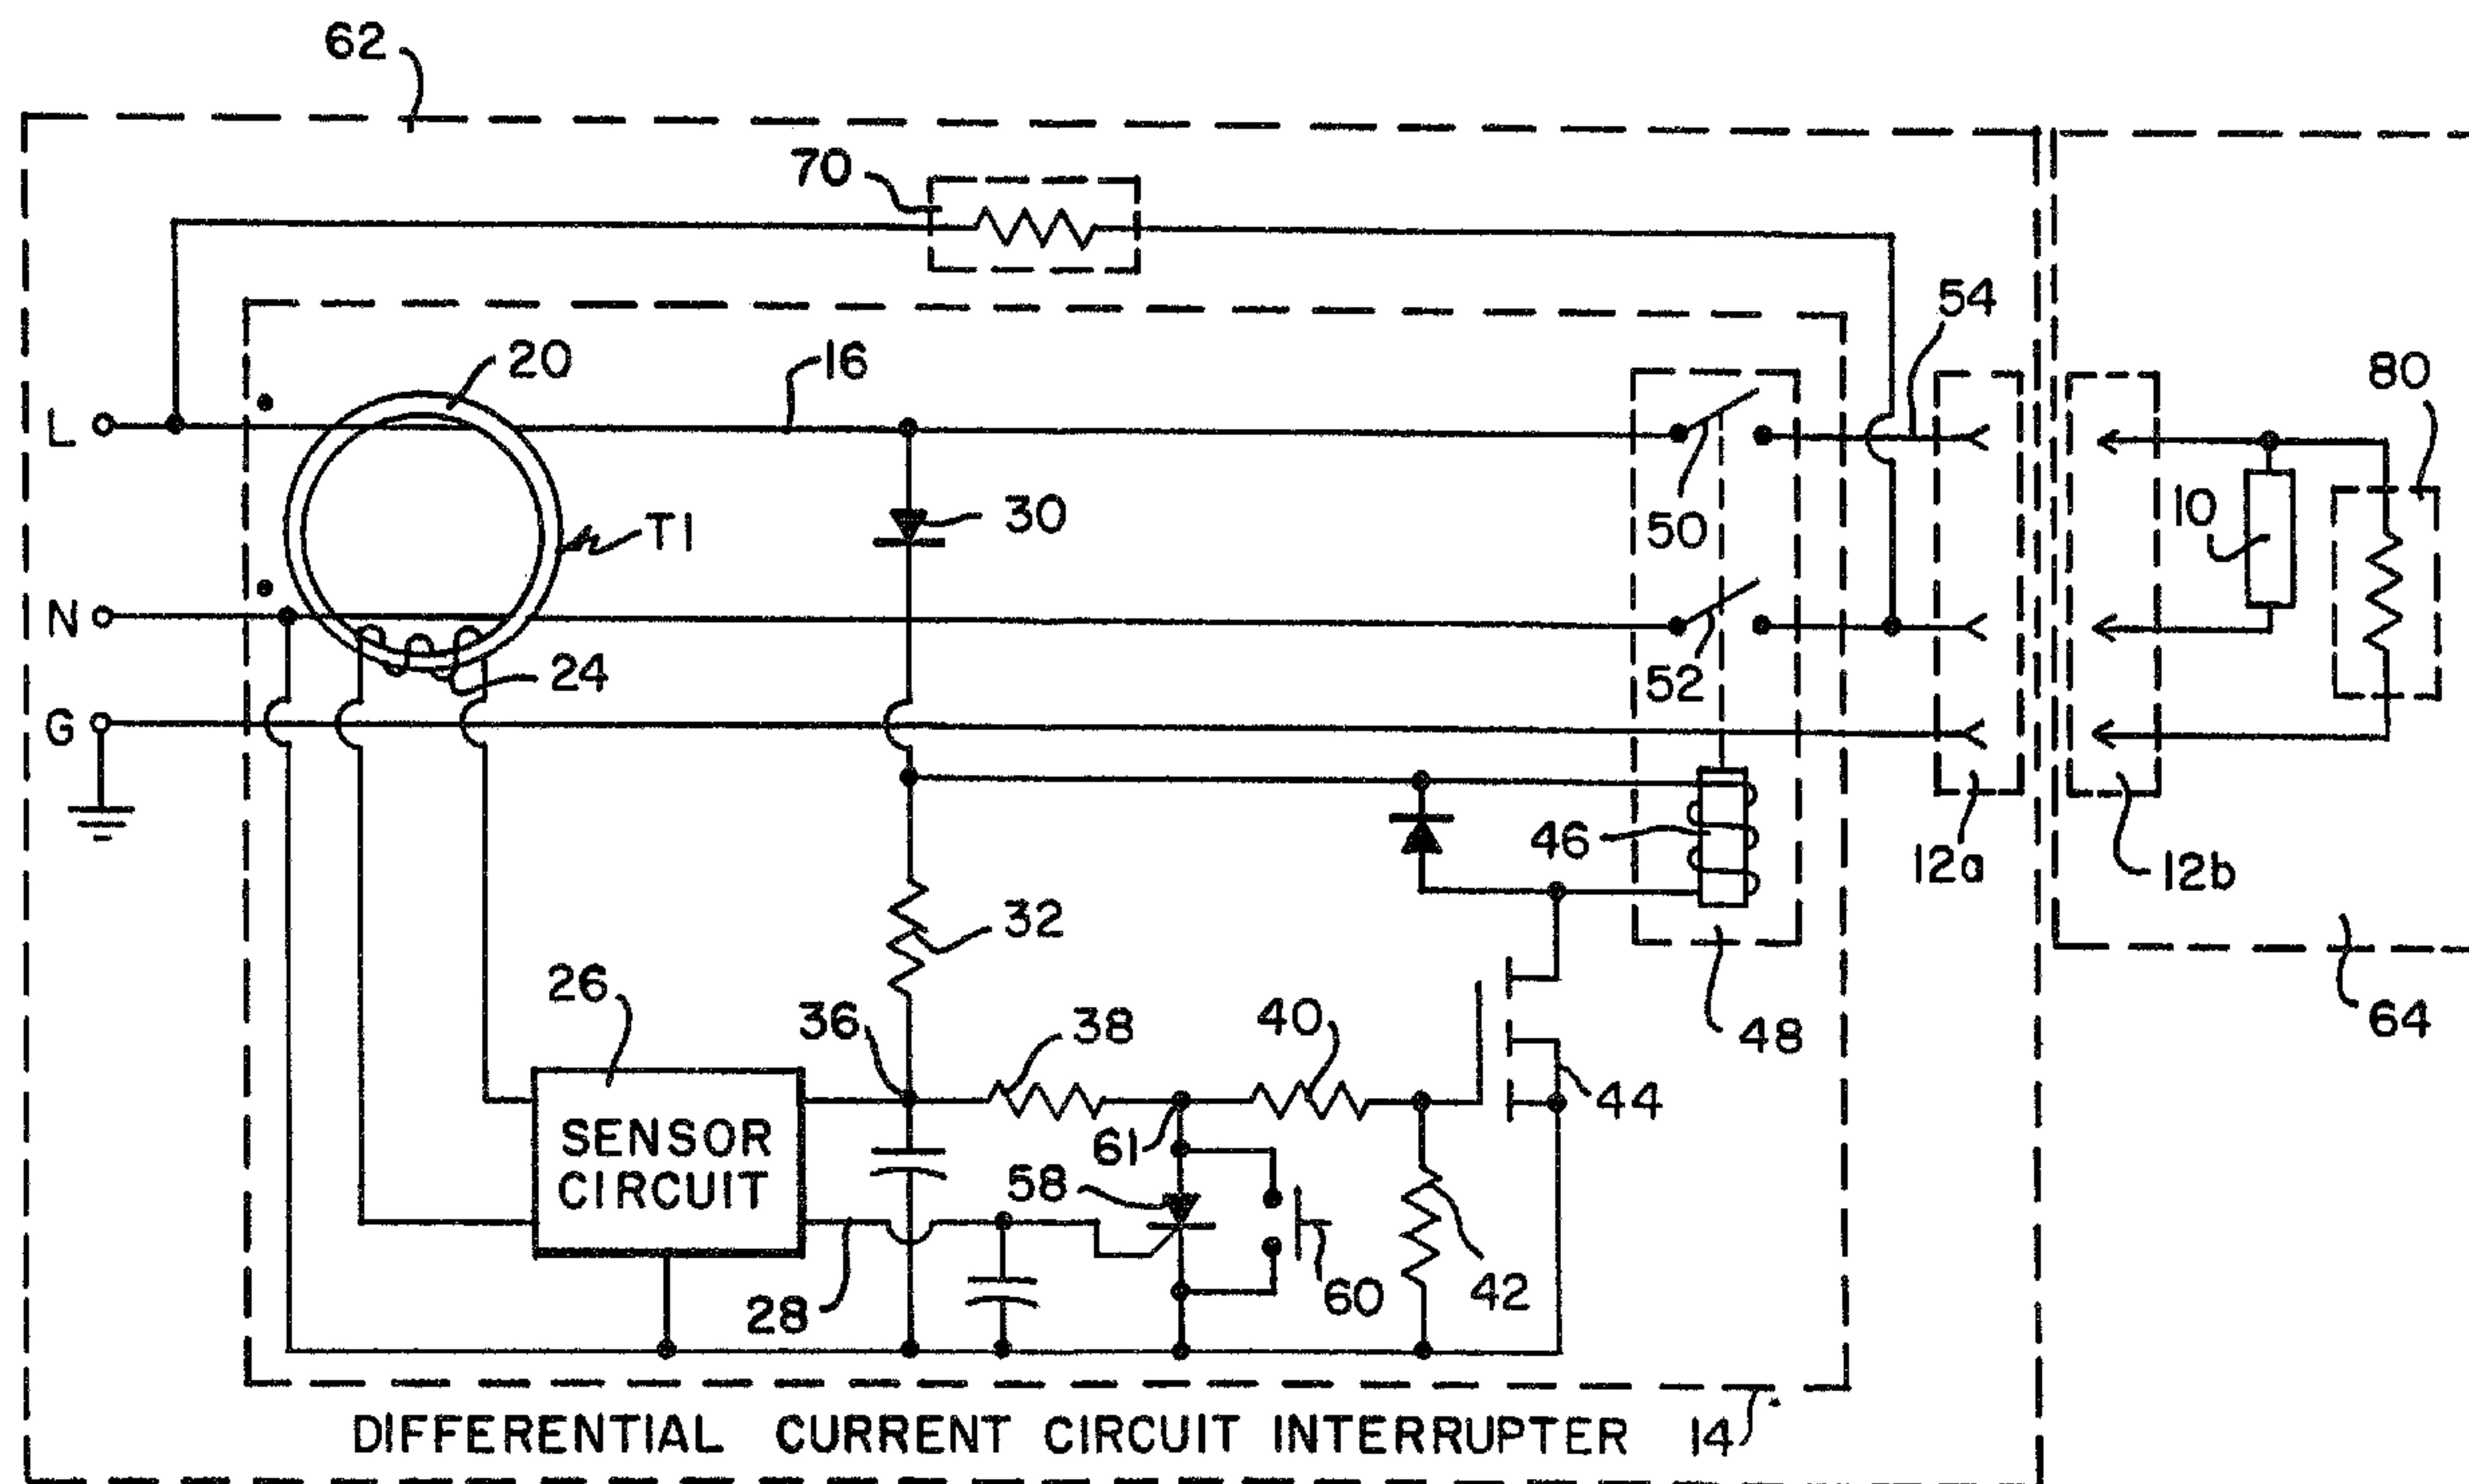 62
70
54
20
16
80
L
T1
30
50
10
N
24
52
G
46
12a
12b
32
26
36
38
40
48
64
SENSOR
CIRCUIT
61
44
58
28
60
42
DIFFERENTIAL CURRENT CIRCUIT INTERRUPTER 14